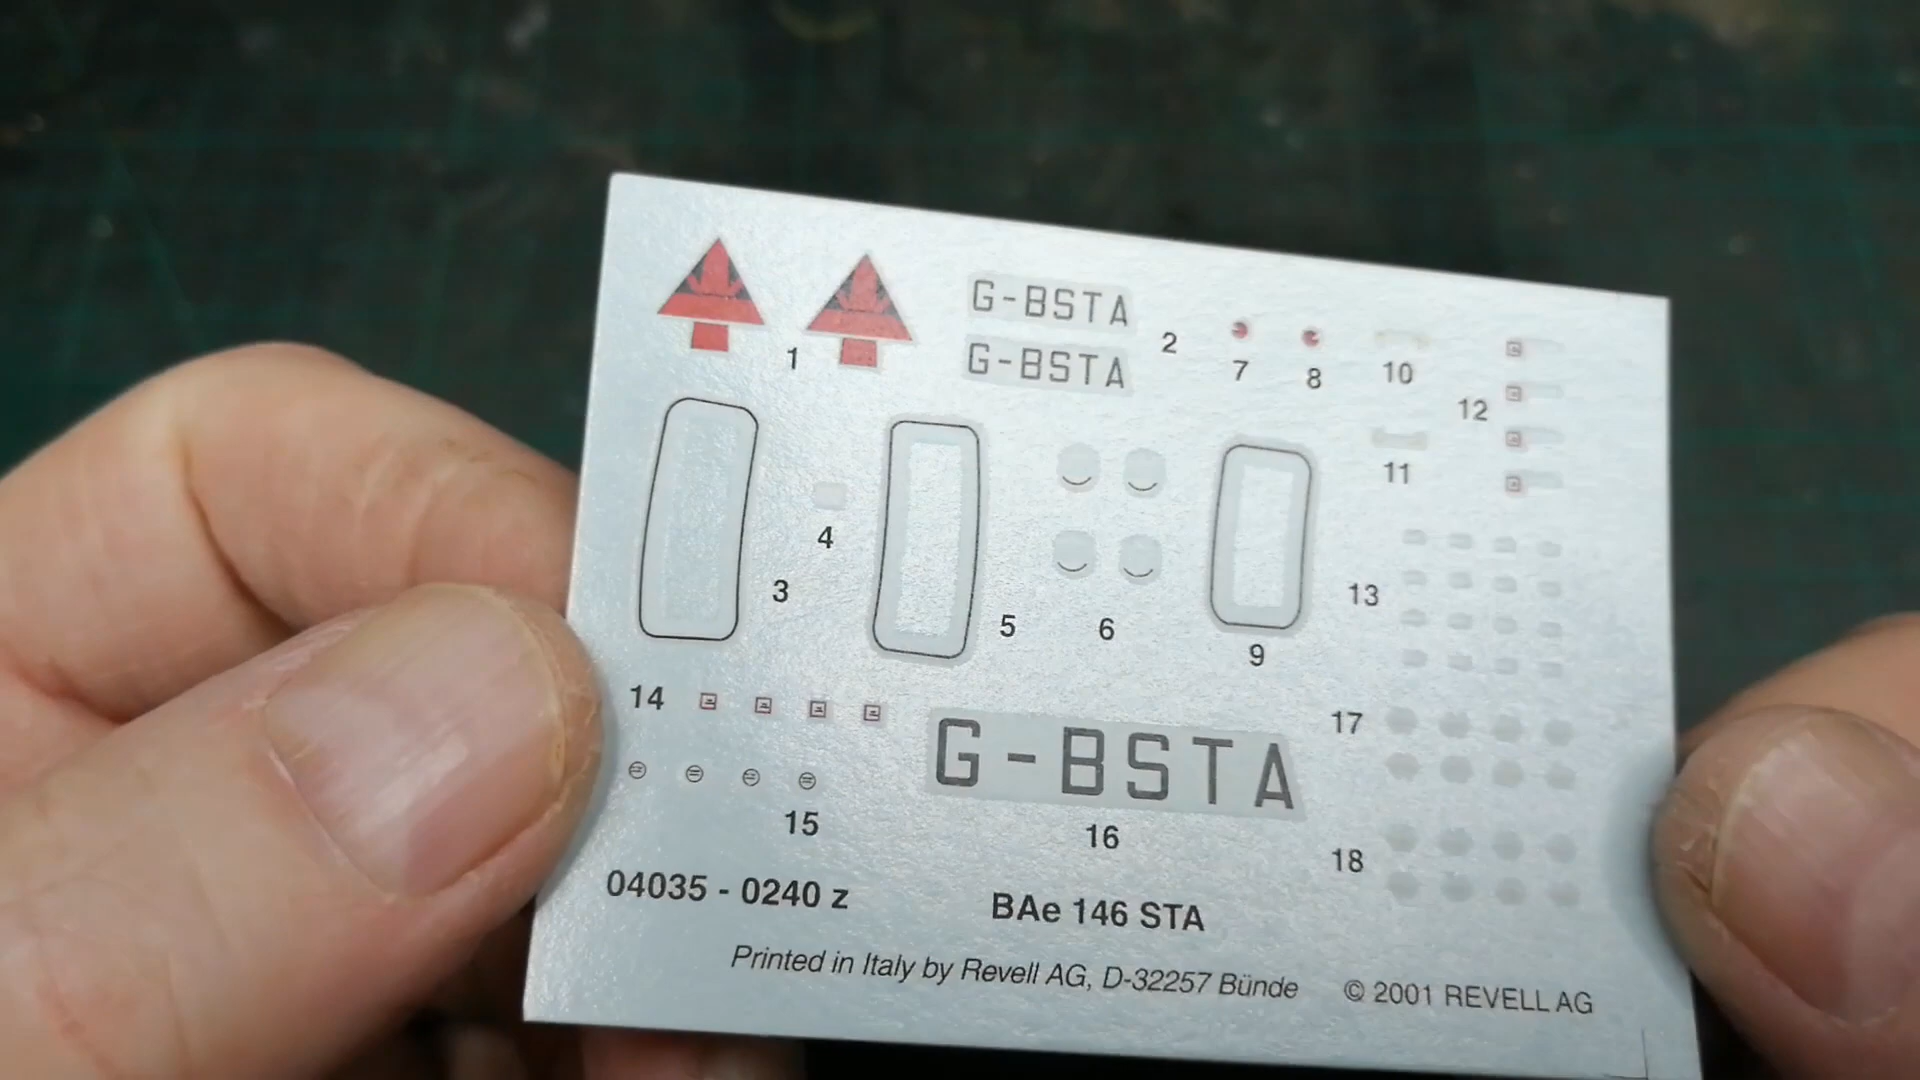 G-BSTA
G-BSTA
1
2
7
8
10
12
11
4
3
5
6
9
13
14
17
G-BSTA
15
16
18
04035 - 0240 z
BAe 146 STA
Printed in Italy by Revell AG, D-32257 Bünde
© 2001 REVELL AG